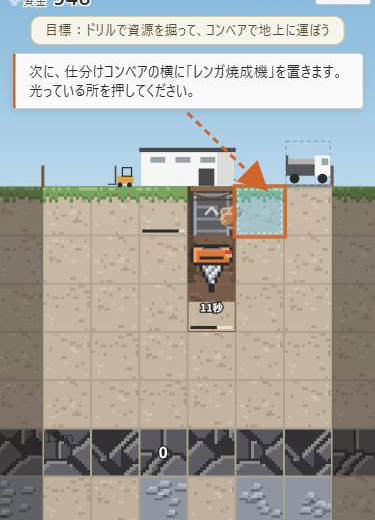 資金 948
目標：ドリルで資源を掘って、コンベアで地上に運ぼう
次に、仕分けコンベアの横に「レンガ焼成機」を置きます。
光っている所を押してください。
11秒
0